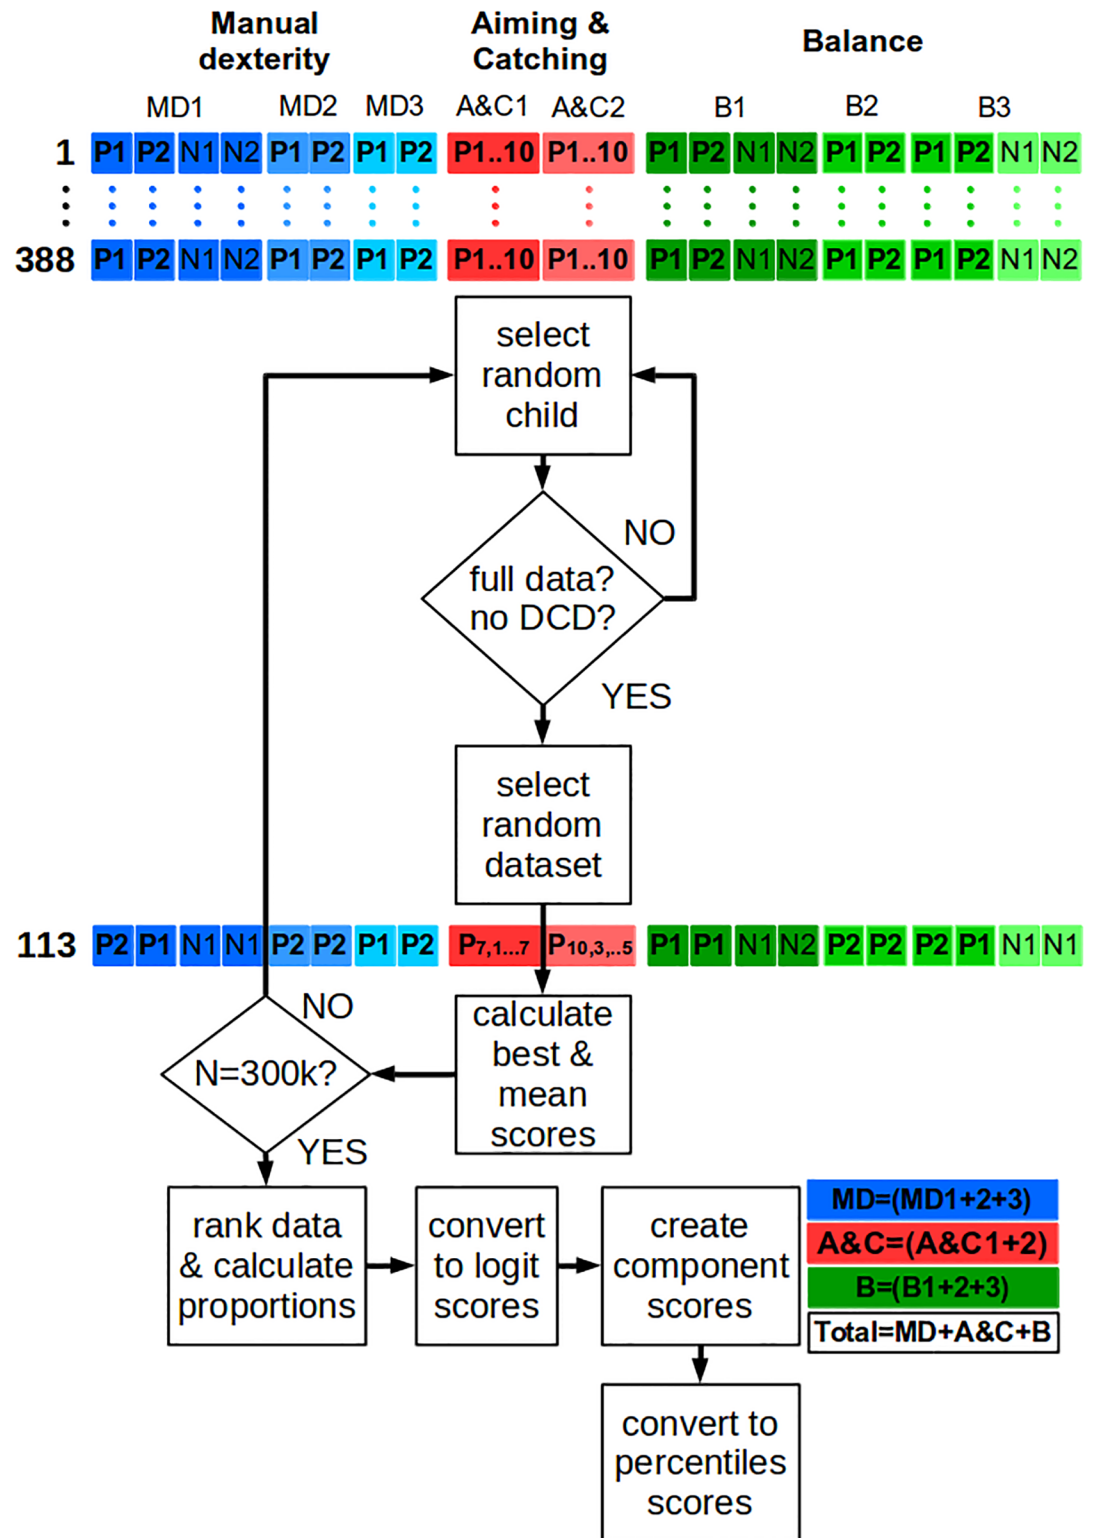 Manual dexterity
Aiming & Catching
Balance
MD1 MD2 MD3 A&C1 A&C2 B1 B2 B3
1 P1 P2 N1 N2 P1 P2 P1 P2 P1..10 P1..10 P1 P2 N1 N2 P1 P2 P1 P2 N1 N2
388 P1 P2 N1 N2 P1 P2 P1 P2 P1..10 P1..10 P1 P2 N1 N2 P1 P2 P1 P2 N1 N2
select
random
child
NO
full data?
no DCD?
YES
select
random
dataset
113 P2 P1 N1 N1 P2 P2 P1 P2 P7,1...7 P10,3,..5 P1 P1 N1 N2 P2 P2 P2 P1 N1 N1
calculate
best &
mean
scores
NO
N=300k?
YES
rank data
& calculate
proportions
convert
to logit
scores
create
component
scores
MD=(MD1+2+3)
A&C=(A&C1+2)
B=(B1+2+3)
Total=MD+A&C+B
convert to
percentiles
scores